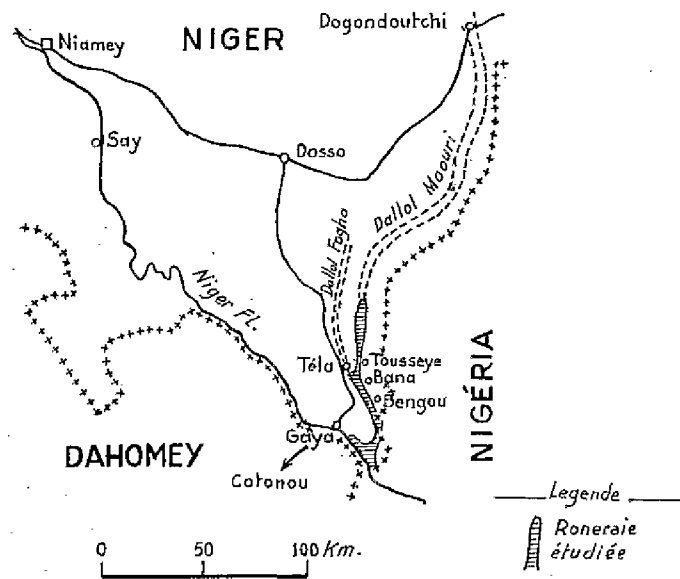 Dogondoutchi
NIGER
Niamey
Say
Dosso
Dallol Maouri
Dallol Fogha
Niger Fl.
Téla
Tousseye
Bana
Bengou
NIGÉRIA
Gaya
DAHOMEY
Cotonou
Legende
Roneraie
étudiée
0 50 100 Km.